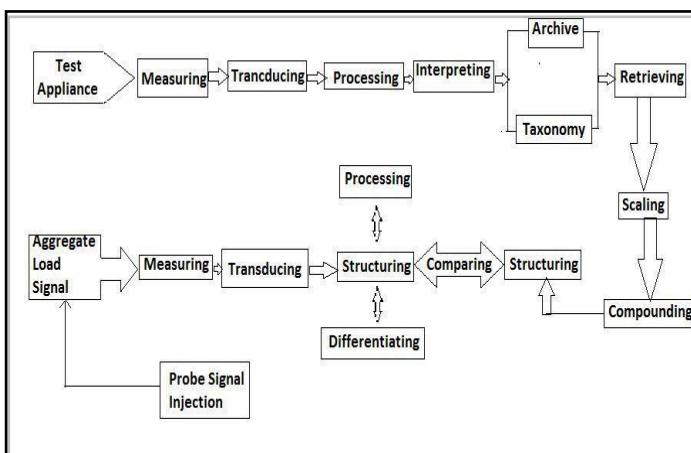 Test
Appliance
Measuring
Trancducing
Processing
Interpreting
Archive
Taxonomy
Retrieving
Scaling
Compounding
Structuring
Comparing
Structuring
Processing
Differentiating
Transducing
Measuring
Aggregate
Load
Signal
Probe Signal
Injection